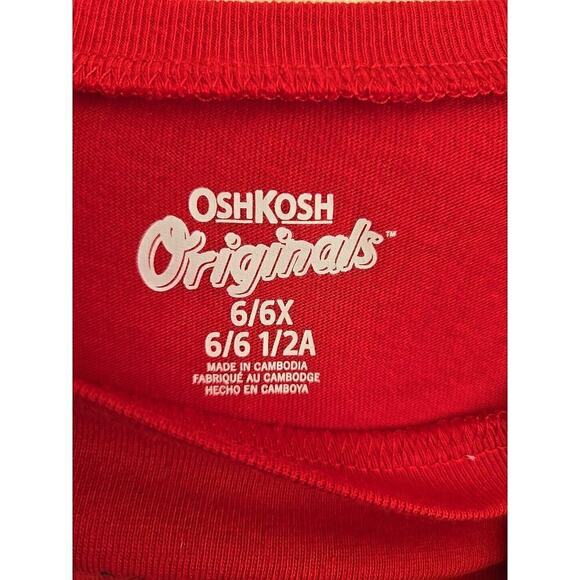 OSHKOSH
Originals™
6/6X
6/6 1/2A
MADE IN CAMBODIA
FABRIQUÉ AU CAMBODGE
HECHO EN CAMBOYA